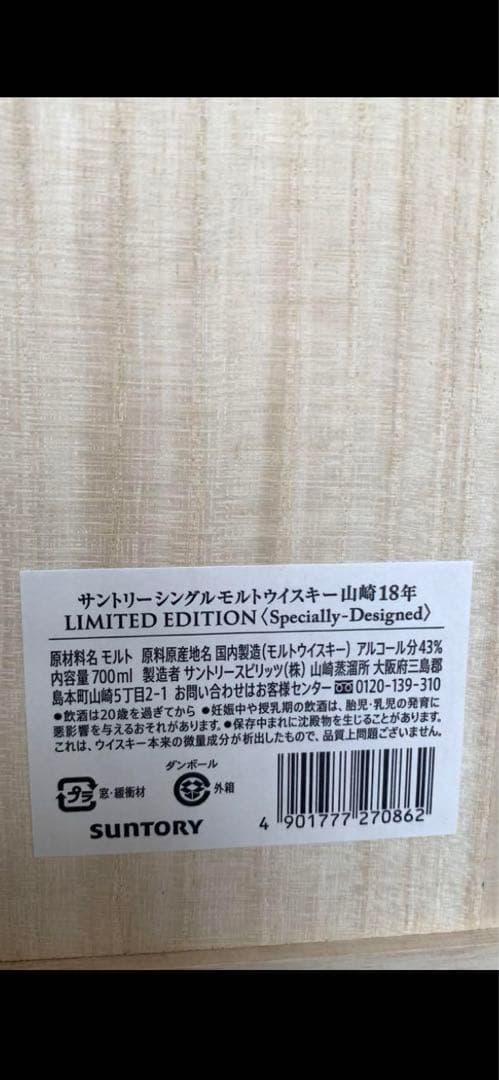 サントリーシングルモルトウイスキー山崎18年
LIMITED EDITION〈Specially-Designed〉
原材料名 モルト 原料原産地名 国内製造(モルトウイスキー) アルコール分43%
内容量700ml 製造者 サントリースピリッツ(株) 山崎蒸溜所 大阪府三島郡
島本町山崎5丁目2-1 お問い合わせはお客様センター 0120-139-310
●飲酒は20歳を過ぎてから ●妊娠中や授乳期の飲酒は、胎児・乳児の発育に
悪影響を与えるおそれがあります。●保存中まれに沈殿物を生じることがあります。
これは、ウイスキー本来の微量成分が析出したもので、品質上問題ございません。
プラ 窓・緩衝材
ダンボール
外箱
SUNTORY
4 901777 270862